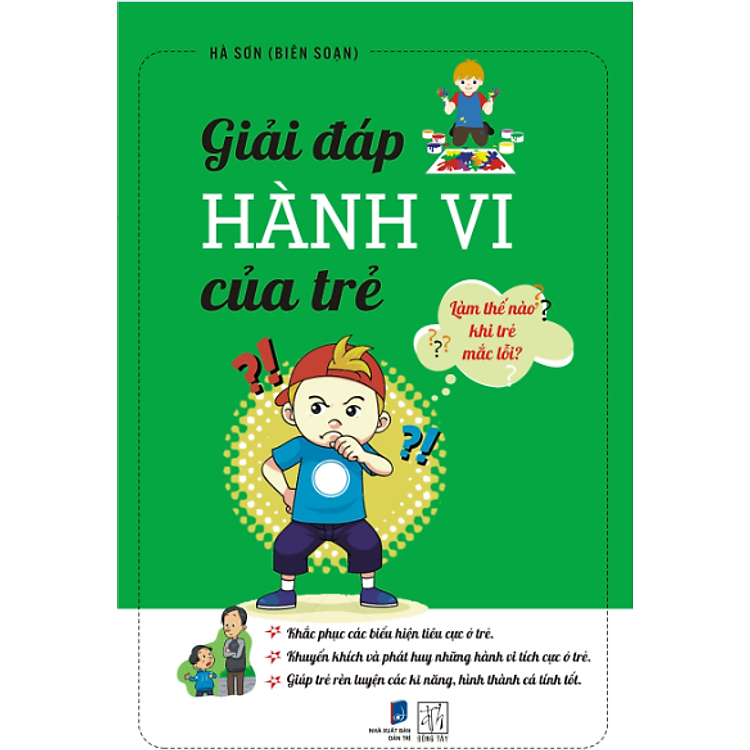 HÀ SƠN (BIÊN SOẠN)
Giải đáp
HÀNH VI
của trẻ
Làm thế nào
khi trẻ
mắc lỗi?
Khắc phục các biểu hiện tiêu cực ở trẻ.
Khuyến khích và phát huy những hành vi tích cực ở trẻ.
Giúp trẻ rèn luyện các kĩ năng, hình thành cá tính tốt.
NHÀ XUẤT BẢN
DÂN TRÍ
ĐÔNG TÂY